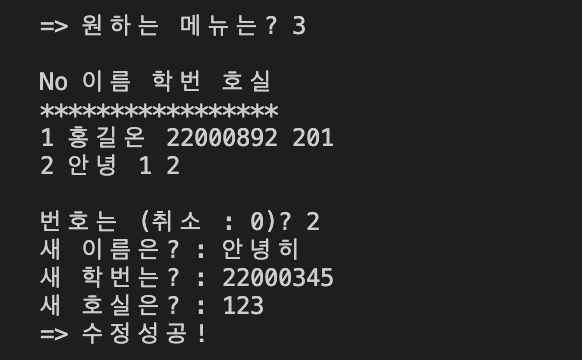 => 원하는 메뉴는? 3
No 이름 학번 호실
*****************
1 홍길온 22000892 201
2 안녕 1 2
번호는 (취소 : 0)? 2
새 이름은? : 안녕히
새 학번는? : 22000345
새 호실은? : 123
=> 수정성공!